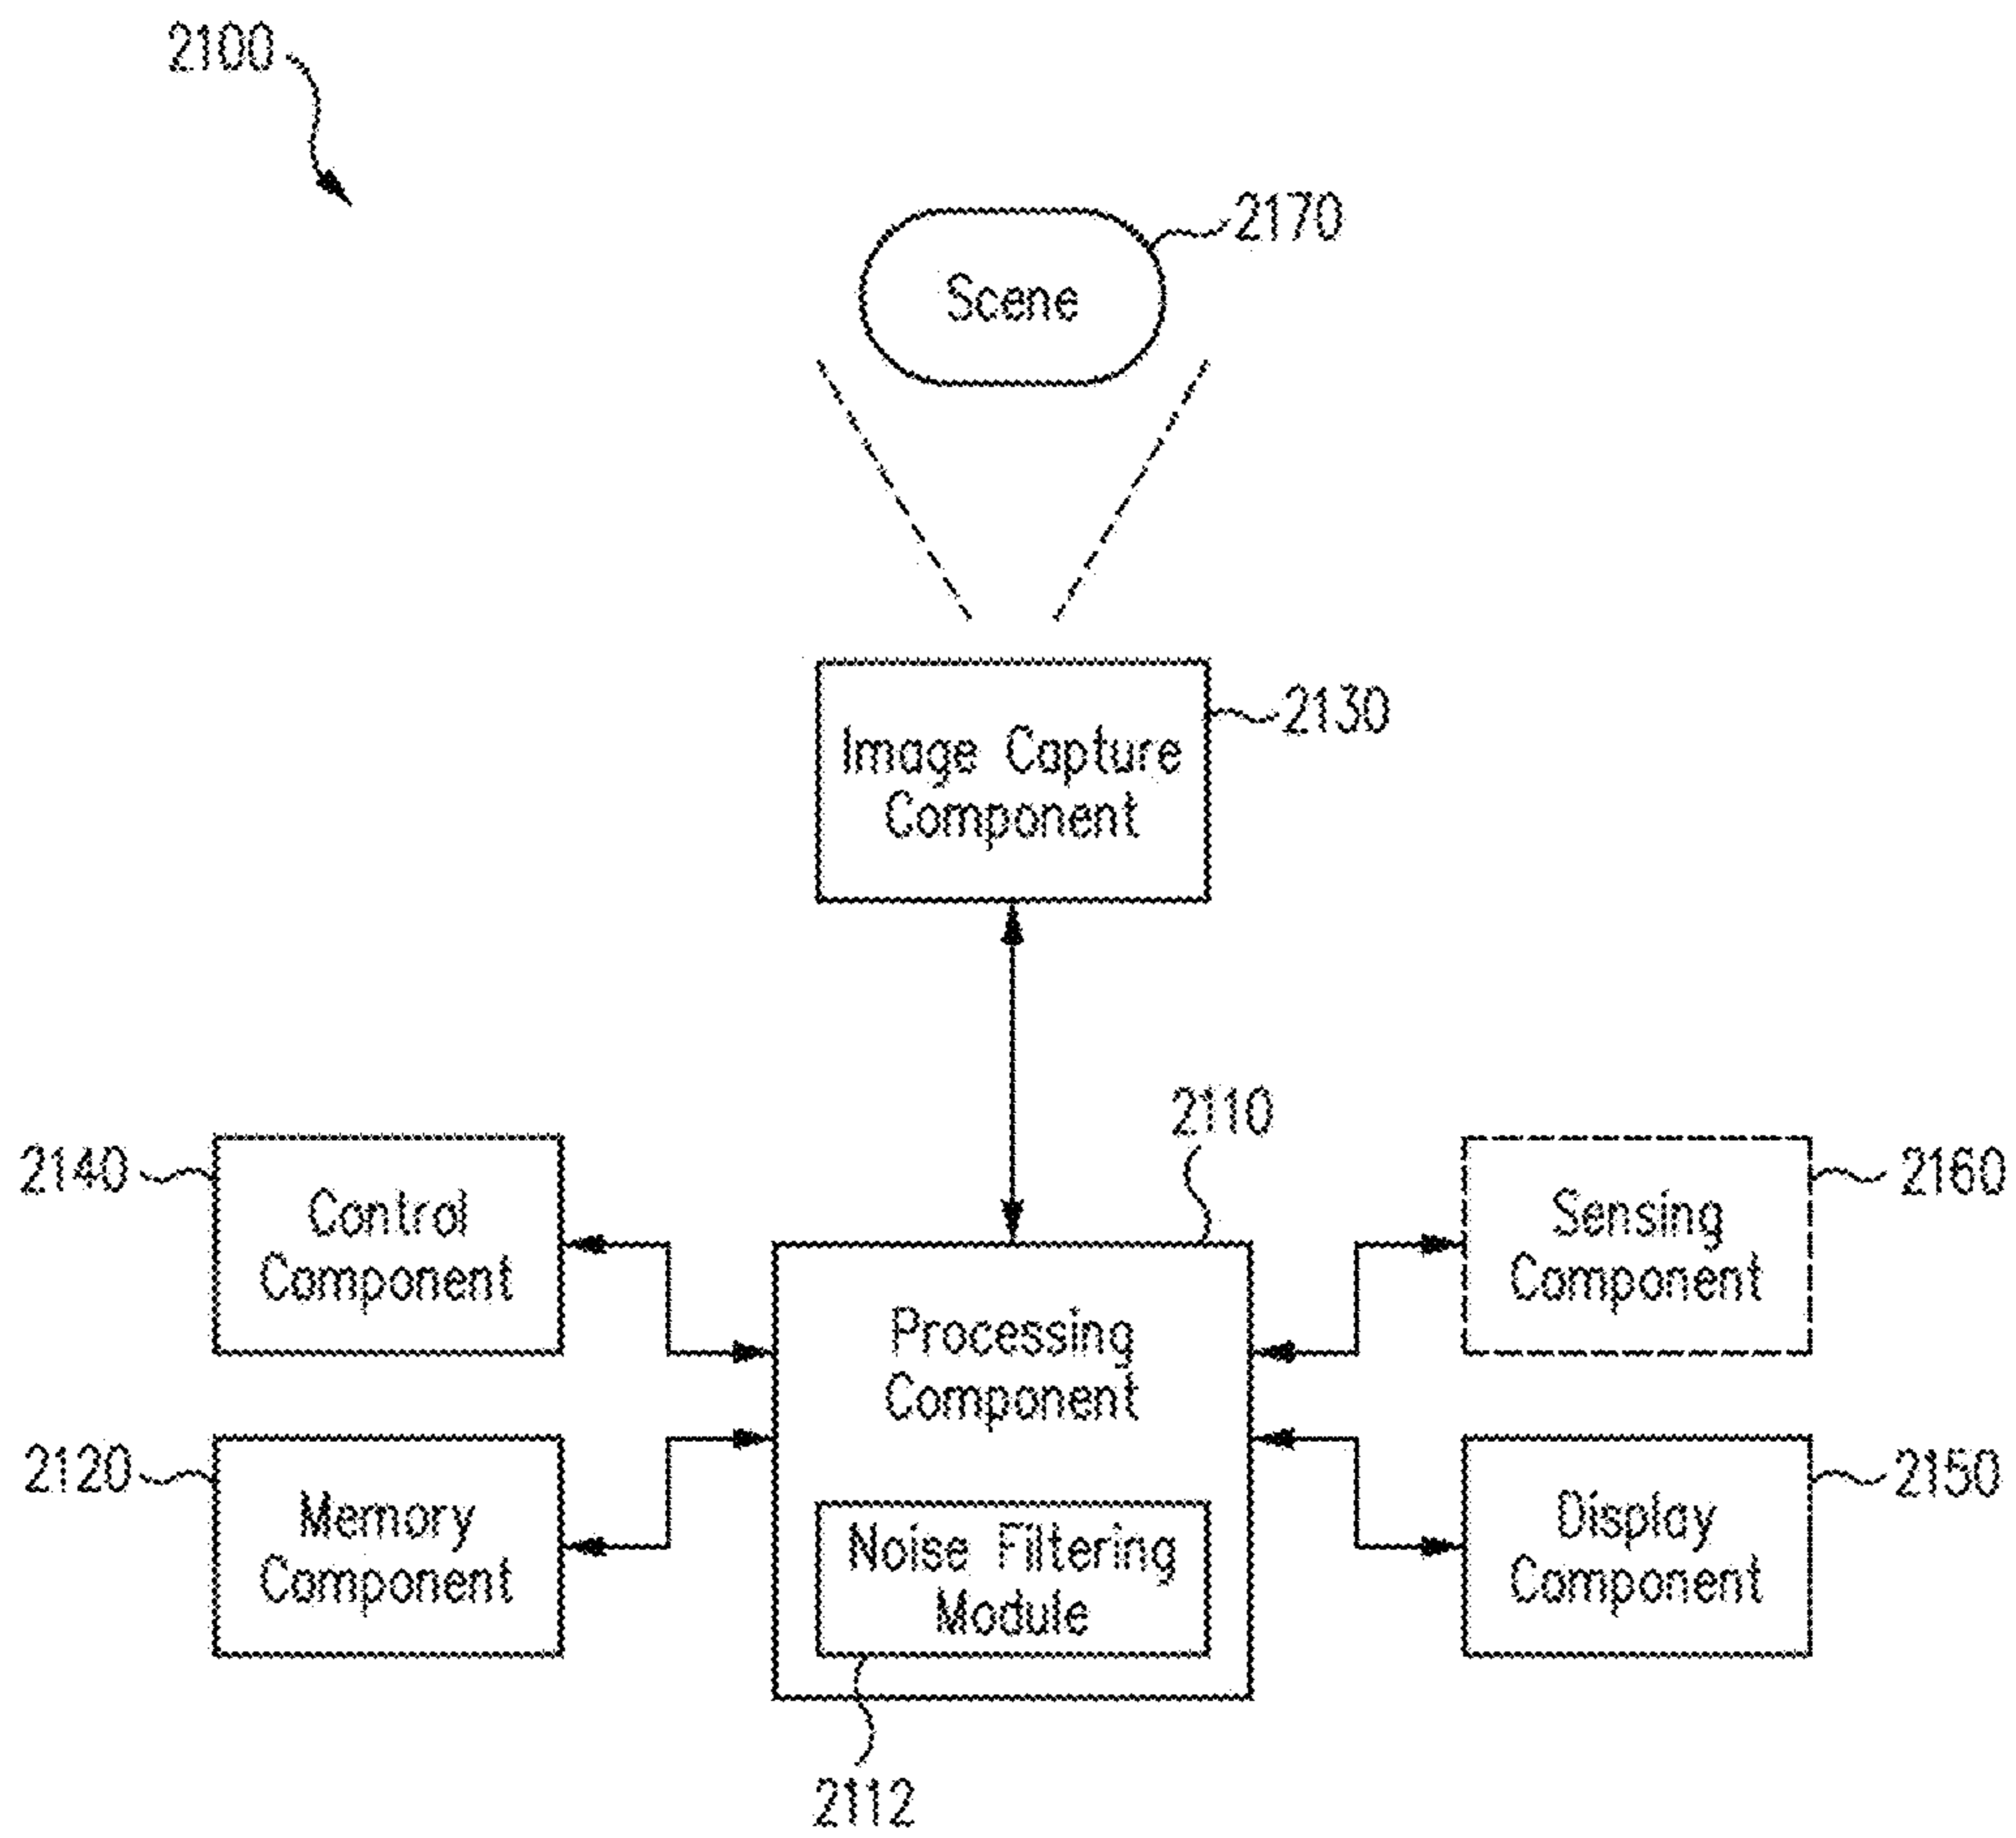 2100
2170
Scene
2130
Image Capture
Component
2110
2140
Control
Component
2160
Sensing
Component
Processing
Component
2120
Memory
Component
2150
Display
Component
Noise Filtering
Module
2112